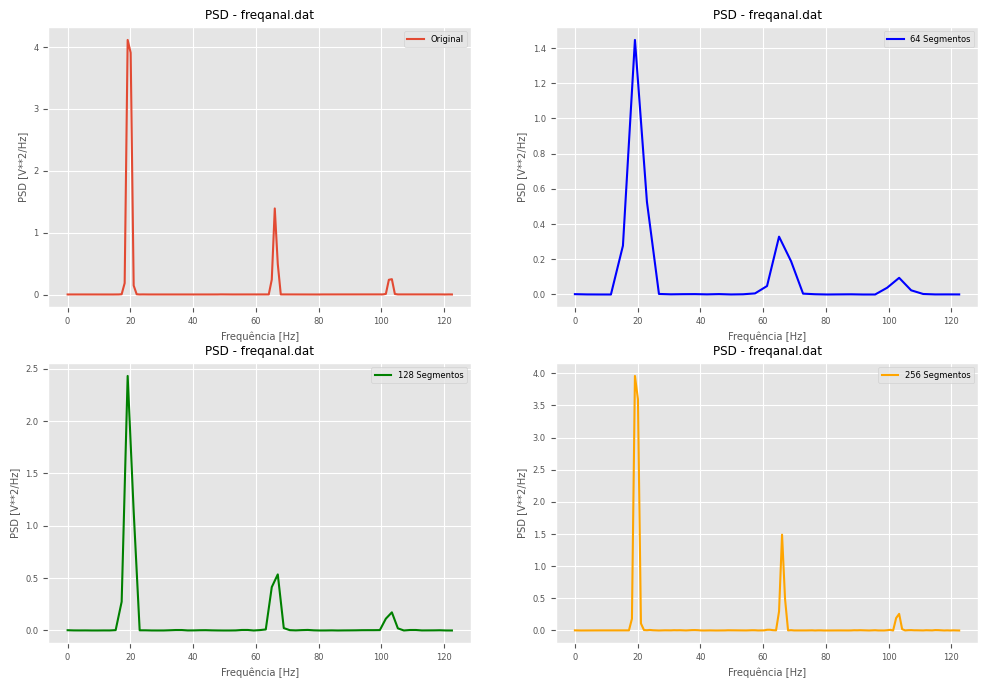 PSD - freqanal.dat
Original
4
3
2
1
0
PSD [V**2/Hz]
0 20 40 60 80 100 120
Frequência [Hz]
PSD - freqanal.dat
64 Segmentos
1.4
1.2
1.0
0.8
0.6
0.4
0.2
0.0
PSD [V**2/Hz]
0 20 40 60 80 100 120
Frequência [Hz]
PSD - freqanal.dat
128 Segmentos
2.5
2.0
1.5
1.0
0.5
0.0
PSD [V**2/Hz]
0 20 40 60 80 100 120
Frequência [Hz]
PSD - freqanal.dat
256 Segmentos
4.0
3.5
3.0
2.5
2.0
1.5
1.0
0.5
0.0
PSD [V**2/Hz]
0 20 40 60 80 100 120
Frequência [Hz]